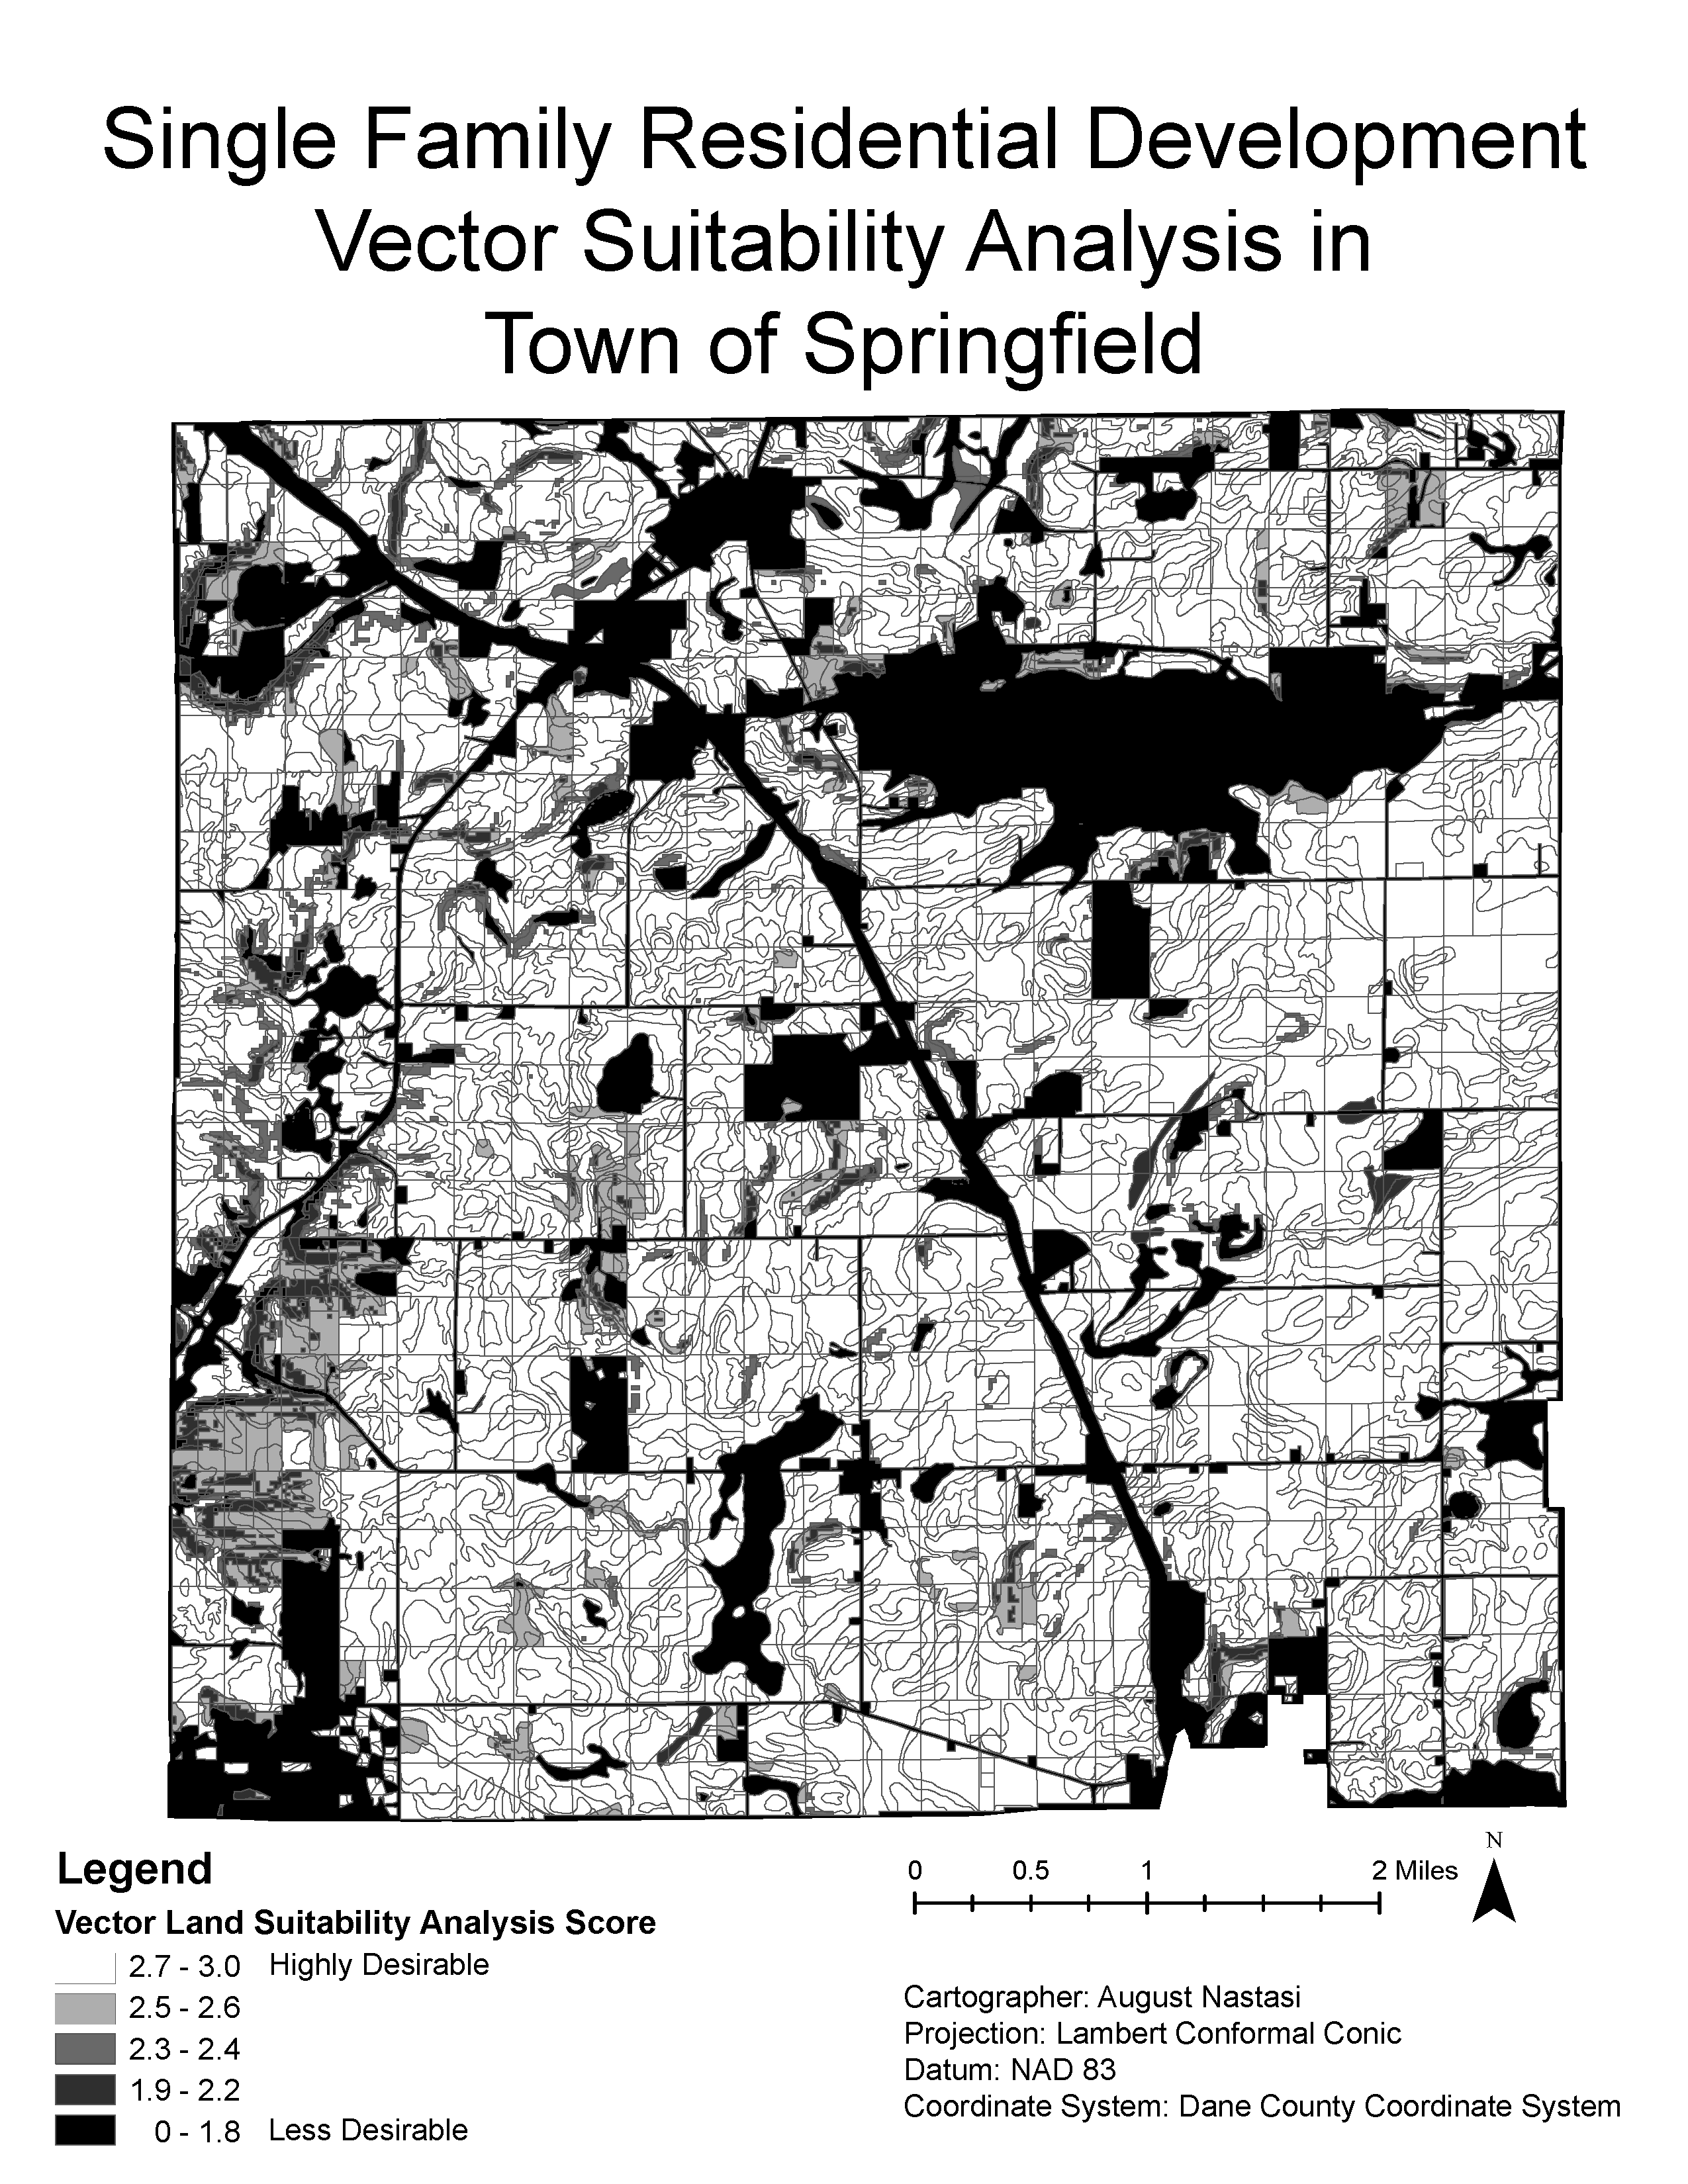 Single Family Residential Development
Vector Suitability Analysis in
Town of Springfield
Legend
Vector Land Suitability Analysis Score
2.7 - 3.0 Highly Desirable
2.5 - 2.6
2.3 - 2.4
1.9 - 2.2
0 - 1.8 Less Desirable
0 0.5 1 2 Miles
N
Cartographer: August Nastasi
Projection: Lambert Conformal Conic
Datum: NAD 83
Coordinate System: Dane County Coordinate System